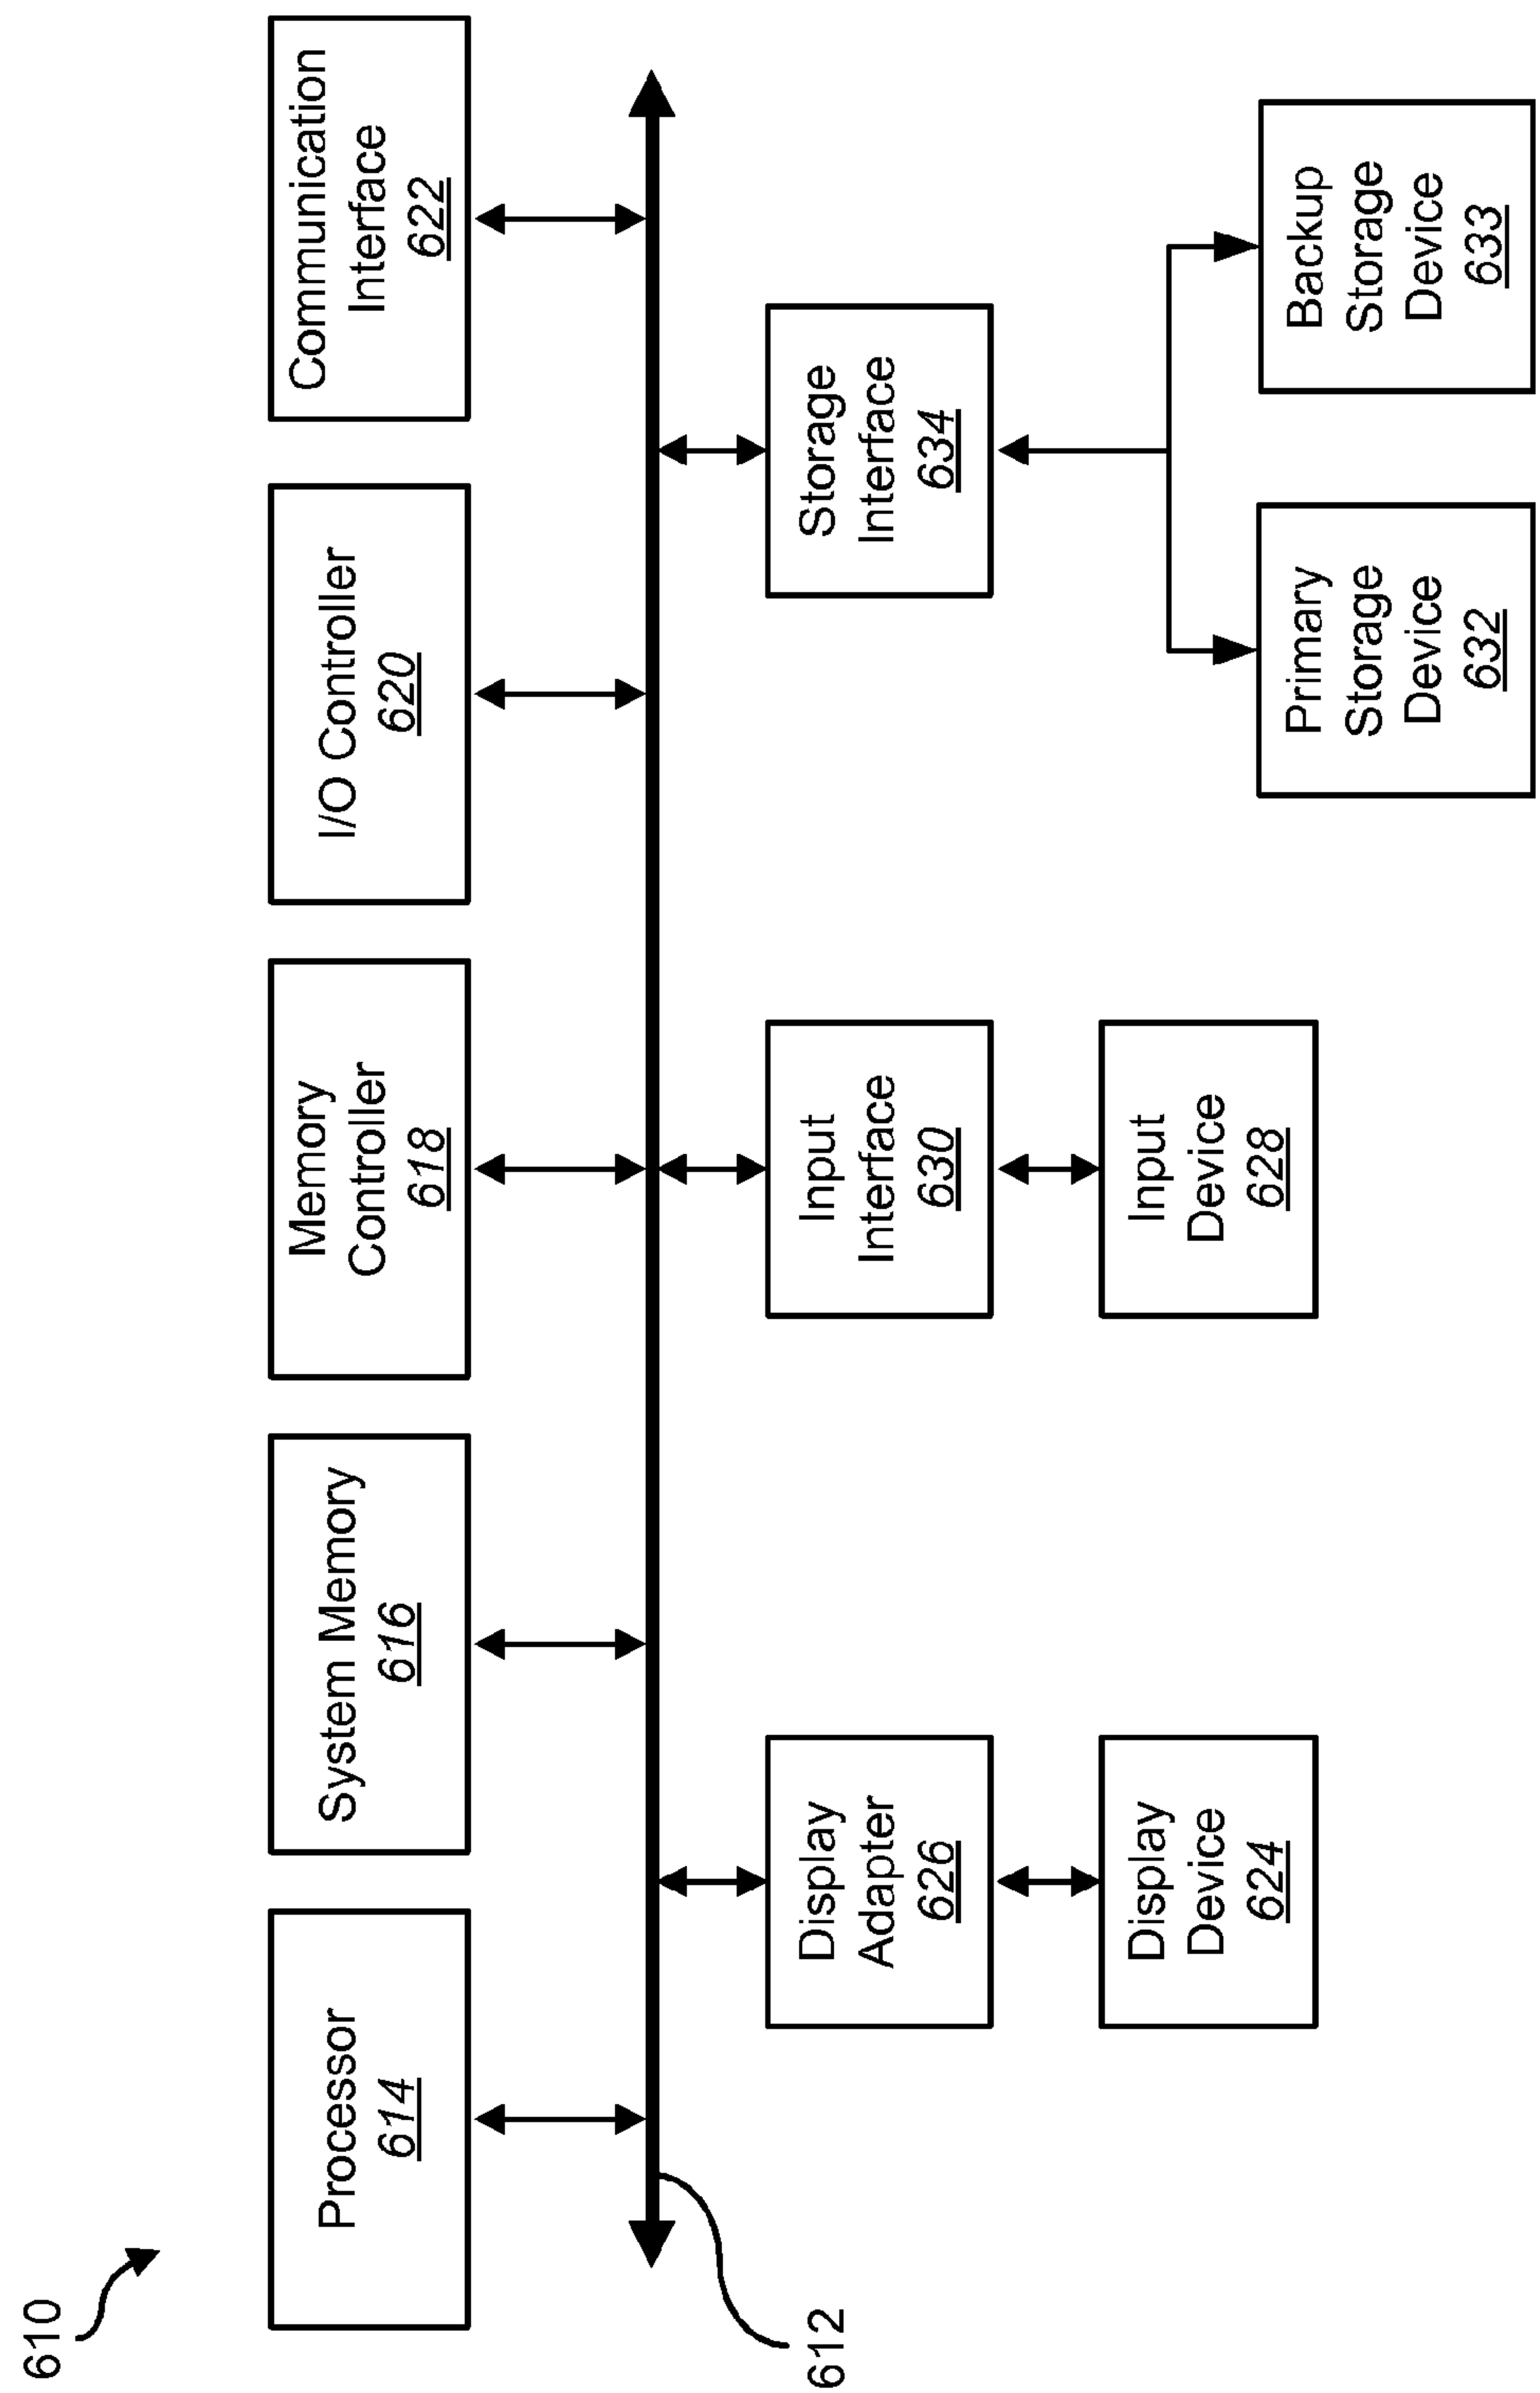 610
Processor
614
System Memory
616
Memory
Controller
618
I/O Controller
620
Communication
Interface
622
612
Display
Adapter
626
Input
Interface
630
Storage
Interface
634
Display
Device
624
Input
Device
628
Primary
Storage
Device
632
Backup
Storage
Device
633